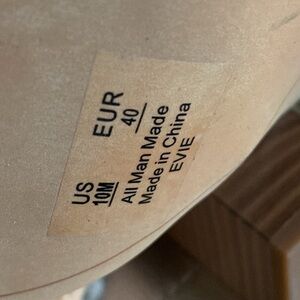 US EUR
10M 40
All Man Made
Made in China
EVIE